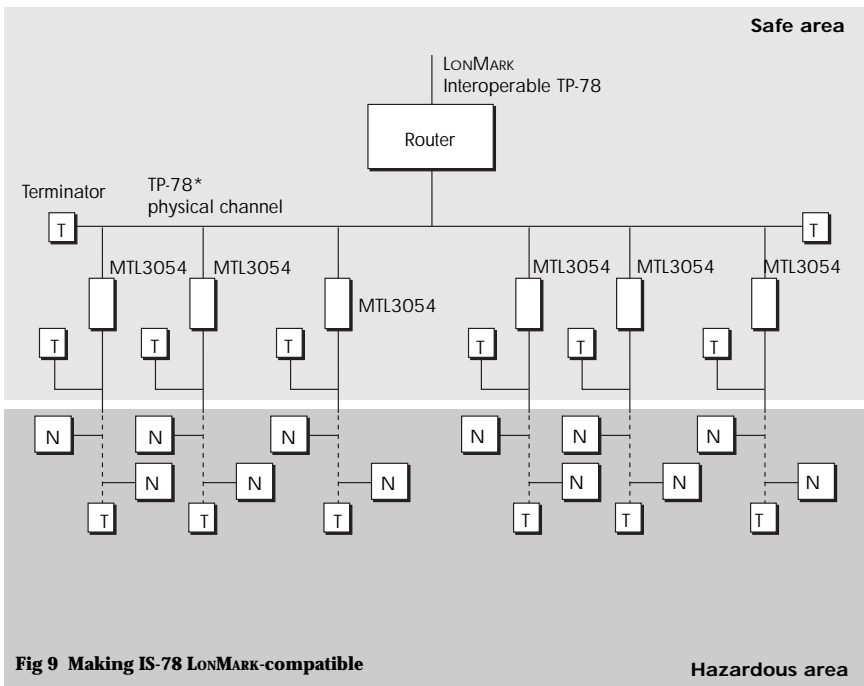 Safe area
LONMARK
Interoperable TP-78
Router
Terminator
TP-78*
physical channel
T
T
MTL3054
MTL3054
MTL3054
MTL3054
MTL3054
MTL3054
T
T
T
T
T
T
N
N
N
N
N
N
N
N
N
N
N
N
T
T
T
T
T
T
Fig 9 Making IS-78 LONMARK-compatible
Hazardous area